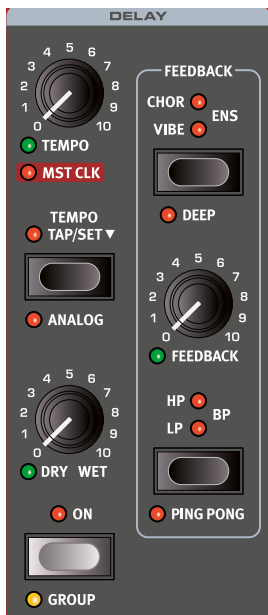 DELAY
5
4 6
3 7
2 8
1 9
0 10
TEMPO
MST CLK
TEMPO
TAP/SET ▼
ANALOG
5
4 6
3 7
2 8
1 9
0 10
DRY WET
ON
GROUP
FEEDBACK
CHOR
ENS
VIBE
DEEP
5
4 6
3 7
2 8
1 9
0 10
FEEDBACK
HP
BP
LP
PING PONG